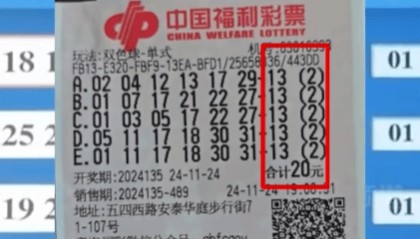 中国福利彩票
CHINA WELFARE LOTTERY
玩法:双色球-单式
FB13-E320-FBF9-13EA-BFD1/25658136/443DD
A.02 04 12 13 17 29-13 (2)
B.01 07 17 21 22 27-13 (2)
C.01 03 05 17 22 27-13 (2)
D.05 11 17 18 30 31-13 (2)
E.01 11 17 18 30 31-13 (2)
开奖期:2024135 24-11-24 合计20元
销售期:2024135-489 24-11-24
地址:五四西路安泰华庭步行街7
1-107号
18 1
01
25 2
01
19 2
01